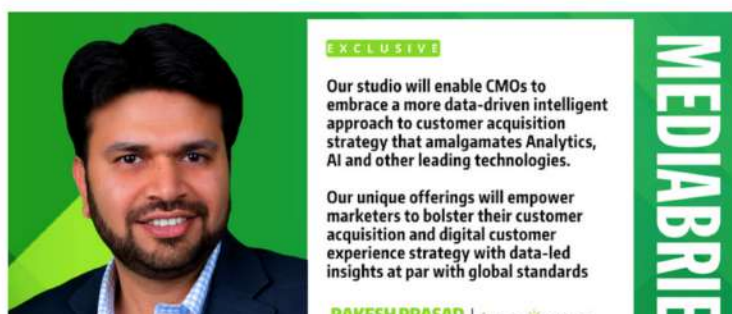 EXCLUSIVE
Our studio will enable CMOs to
embrace a more data-driven intelligent
approach to customer acquisition
strategy that amalgamates Analytics,
AI and other leading technologies.
Our unique offerings will empower
marketers to bolster their customer
acquisition and digital customer
experience strategy with data-led
insights at par with global standards
RAKESH PRASAD |
MEDIABRIE